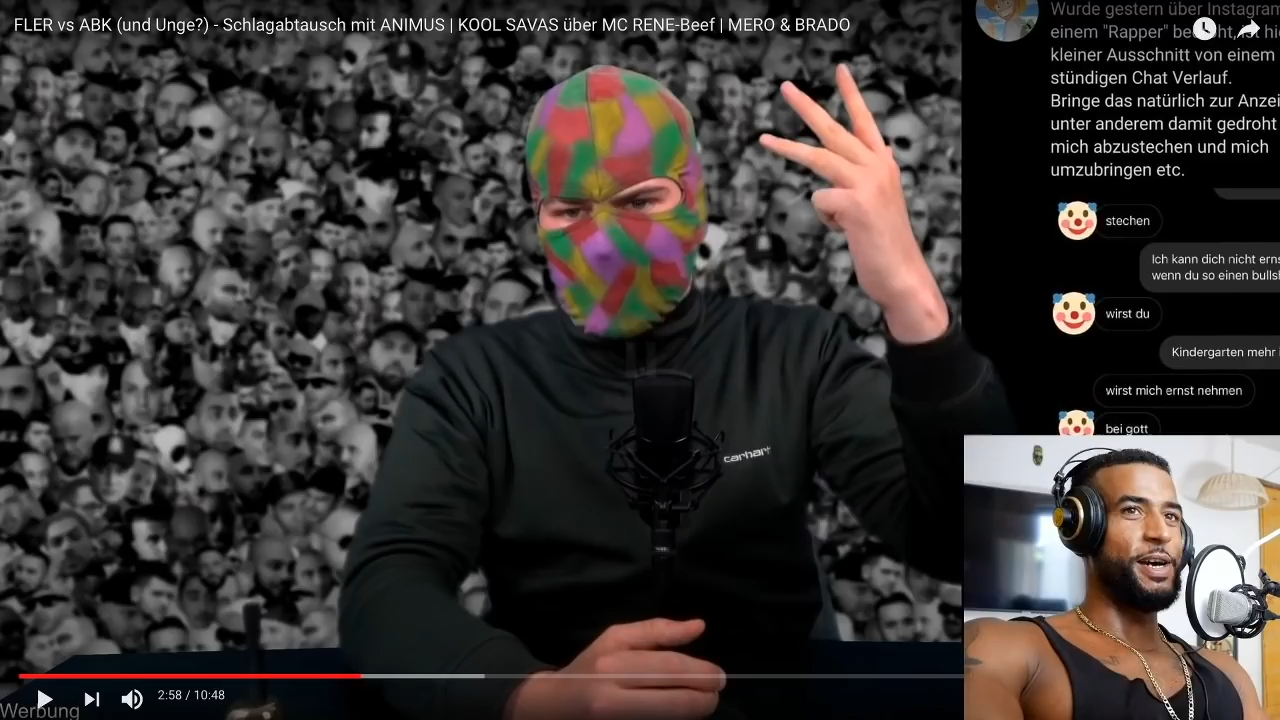 FLER vs ABK (und Unge?) - Schlagabtausch mit ANIMUS | KOOL SAVAS über MC RENE-Beef | MERO & BRADO
Wurde gestern über Instagram
einem "Rapper"
kleiner Ausschnitt von einem
stündigen Chat Verlauf.
Bringe das natürlich zur Anzei
unter anderem damit gedroht
mich abzustechen und mich
umzubringen etc.
stechen
Ich kann dich nicht erns
wenn du so einen bulls
wirst du
Kindergarten mehr
wirst mich ernst nehmen
bei gott
carhartt
2:58 / 10:48
Werbung